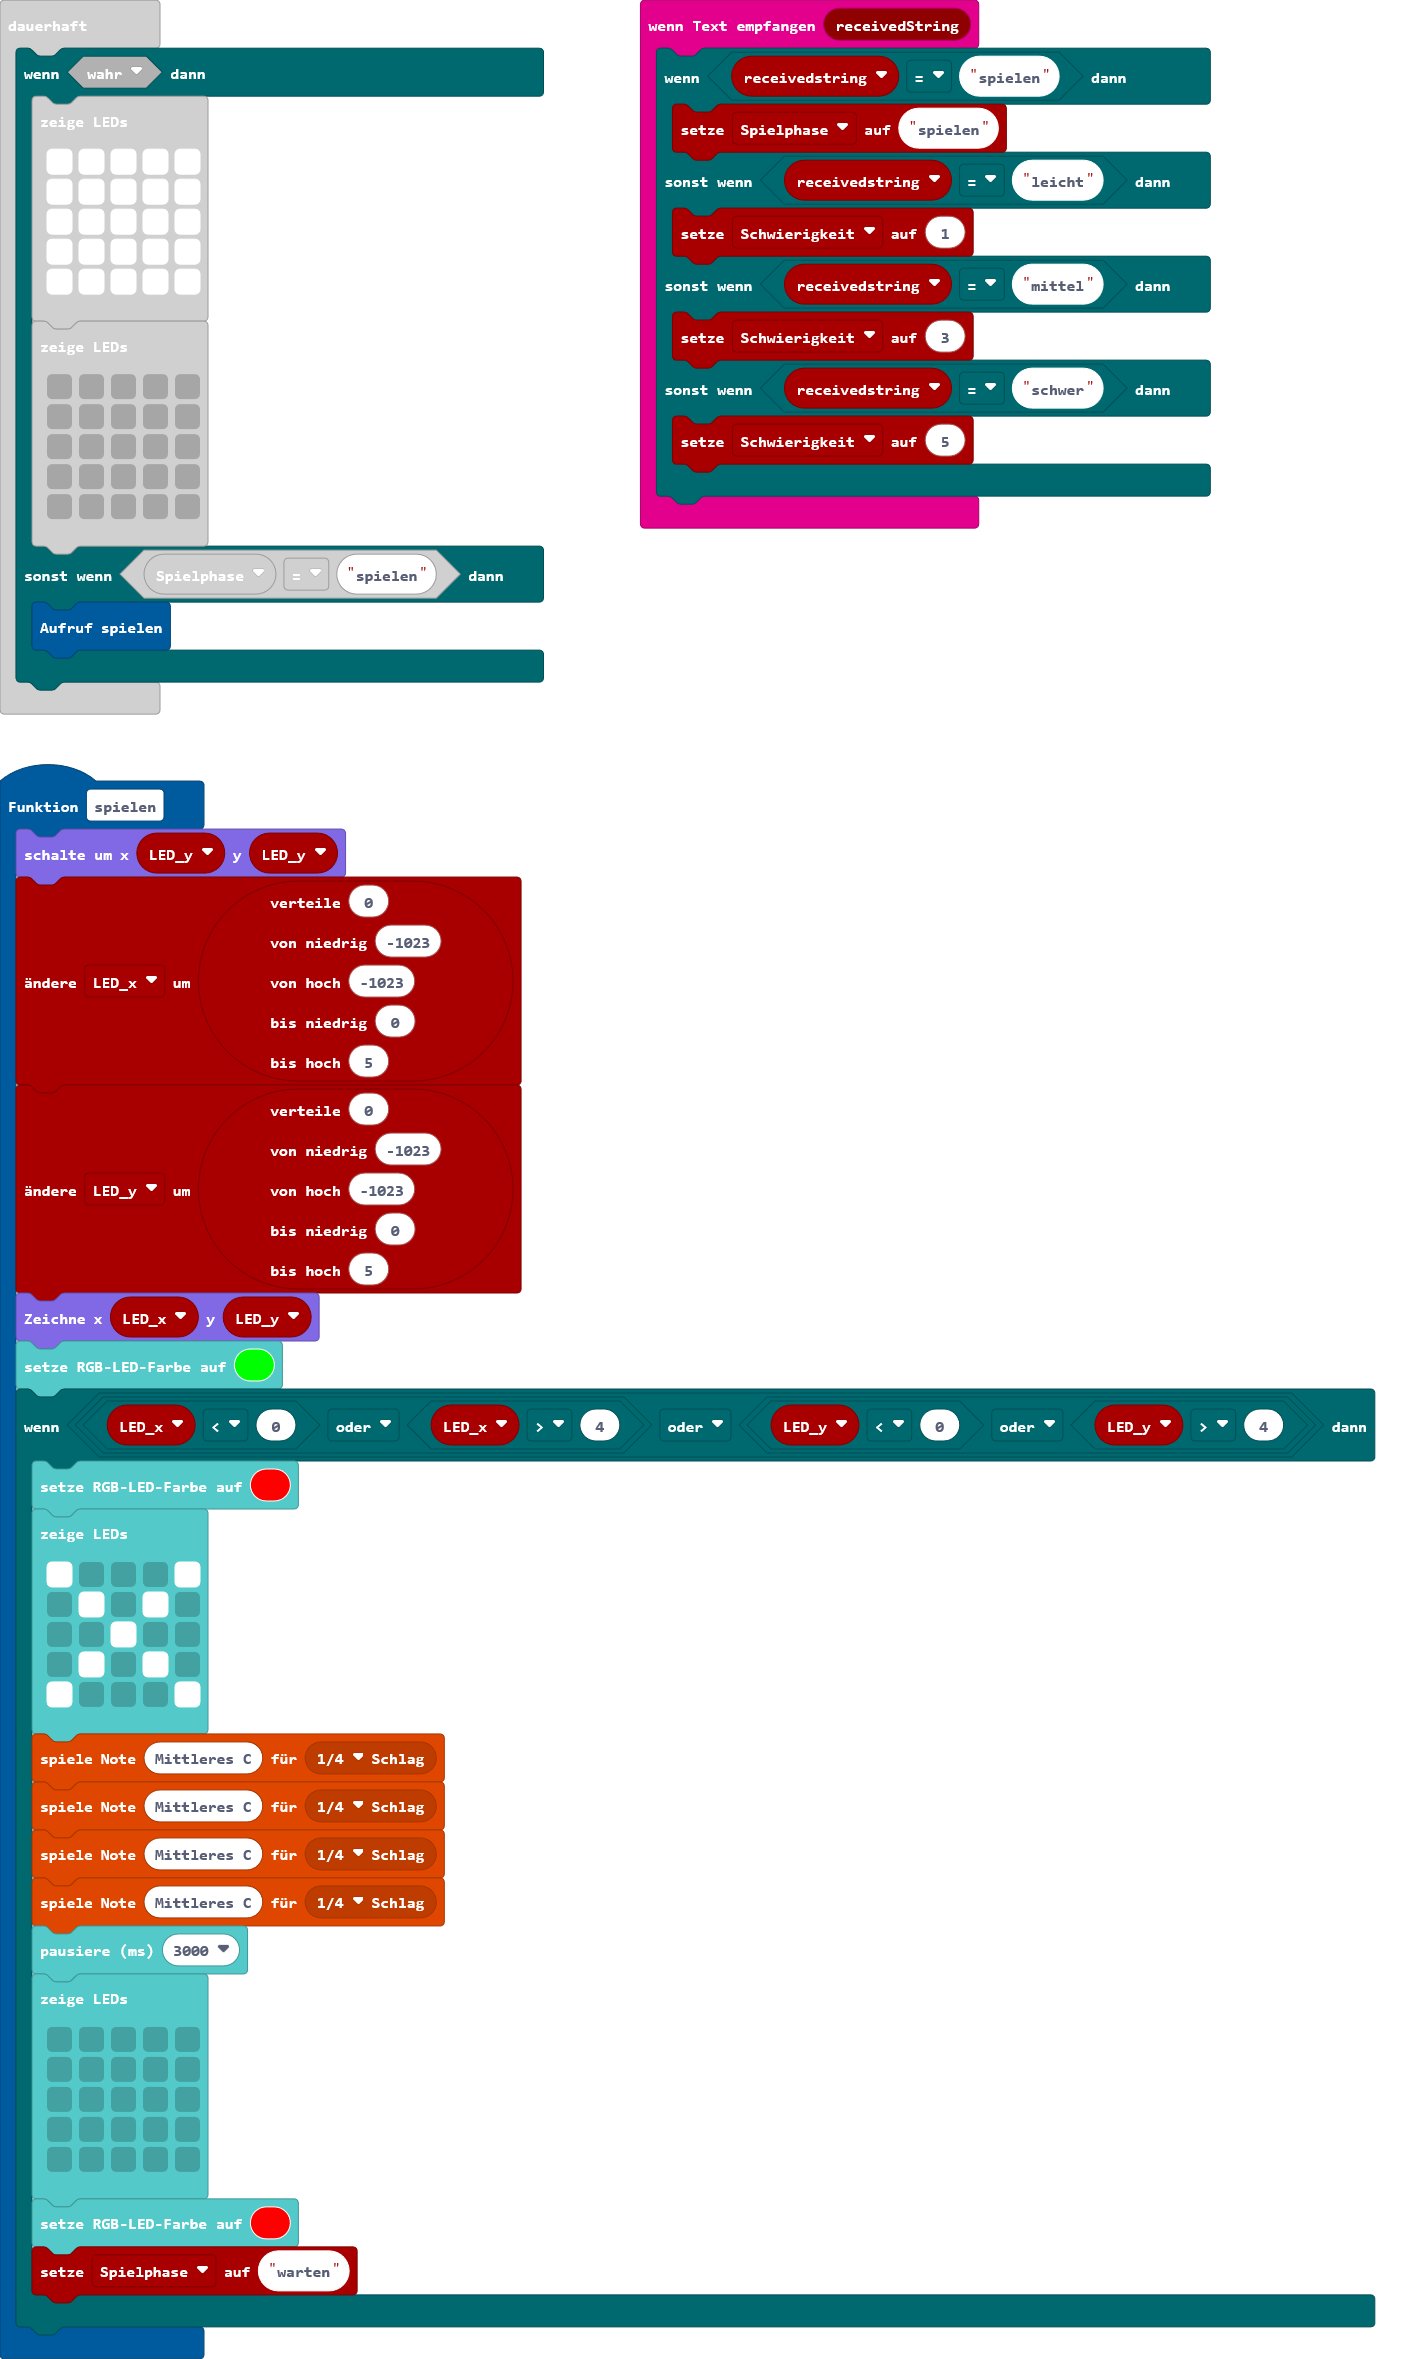 dauerhaft
wenn wahr dann
zeige LEDs
zeige LEDs
sonst wenn Spielphase = "spielen" dann
Aufruf spielen
wenn Text empfangen receivedString
wenn receivedstring = "spielen" dann
setze Spielphase auf "spielen"
sonst wenn receivedstring = "leicht" dann
setze Schwierigkeit auf 1
sonst wenn receivedstring = "mittel" dann
setze Schwierigkeit auf 3
sonst wenn receivedstring = "schwer" dann
setze Schwierigkeit auf 5
Funktion spielen
schalte um x LED_y y LED_y
verteile 0
von niedrig -1023
ändere LED_x um von hoch -1023
bis niedrig 0
bis hoch 5
verteile 0
von niedrig -1023
ändere LED_y um von hoch -1023
bis niedrig 0
bis hoch 5
Zeichne x LED_x y LED_y
setze RGB-LED-Farbe auf
wenn LED_x < 0 oder LED_x > 4 oder LED_y < 0 oder LED_y > 4 dann
setze RGB-LED-Farbe auf
zeige LEDs
spiele Note Mittleres C für 1/4 Schlag
spiele Note Mittleres C für 1/4 Schlag
spiele Note Mittleres C für 1/4 Schlag
spiele Note Mittleres C für 1/4 Schlag
pausiere (ms) 3000
zeige LEDs
setze RGB-LED-Farbe auf
setze Spielphase auf "warten"